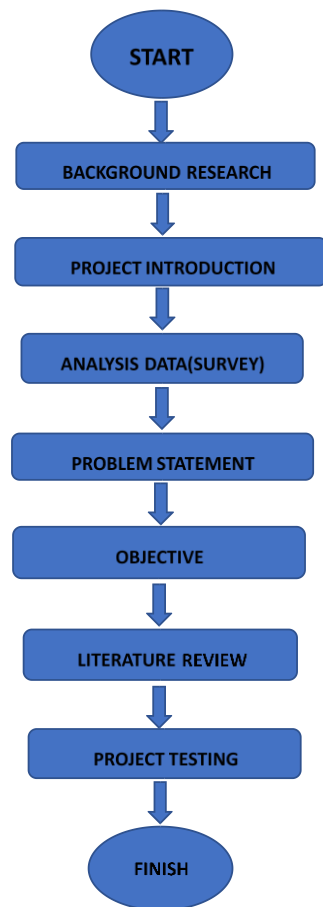 START
BACKGROUND RESEARCH
PROJECT INTRODUCTION
ANALYSIS DATA(SURVEY)
PROBLEM STATEMENT
OBJECTIVE
LITERATURE REVIEW
PROJECT TESTING
FINISH